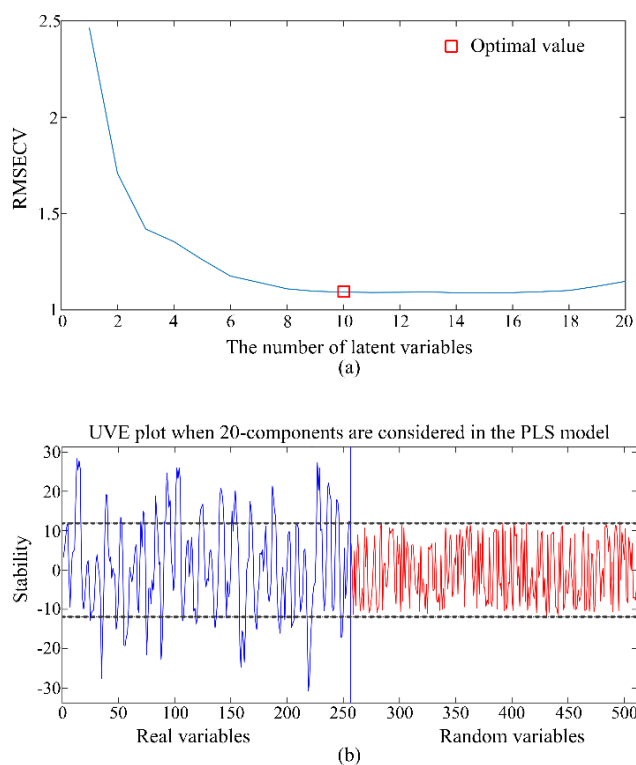 2.5
2
1.5
1
RMSECV
Optimal value
0 2 4 6 8 10 12 14 16 18 20
The number of latent variables
(a)
UVE plot when 20-components are considered in the PLS model
30
20
10
0
-10
-20
-30
Stability
0 50 100 150 200 250 300 350 400 450 500
Real variables Random variables
(b)